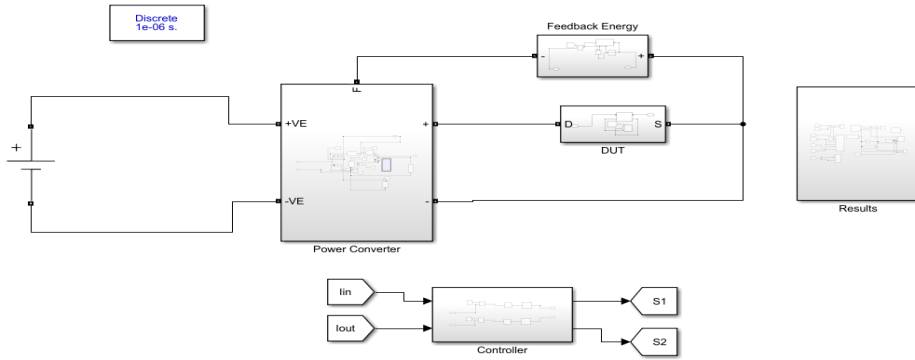 Discrete
1e-06 s.
Feedback Energy
- +
F
+
+VE +
D S
DUT
-VE -
Results
Power Converter
Iin
S1
Iout
S2
Controller